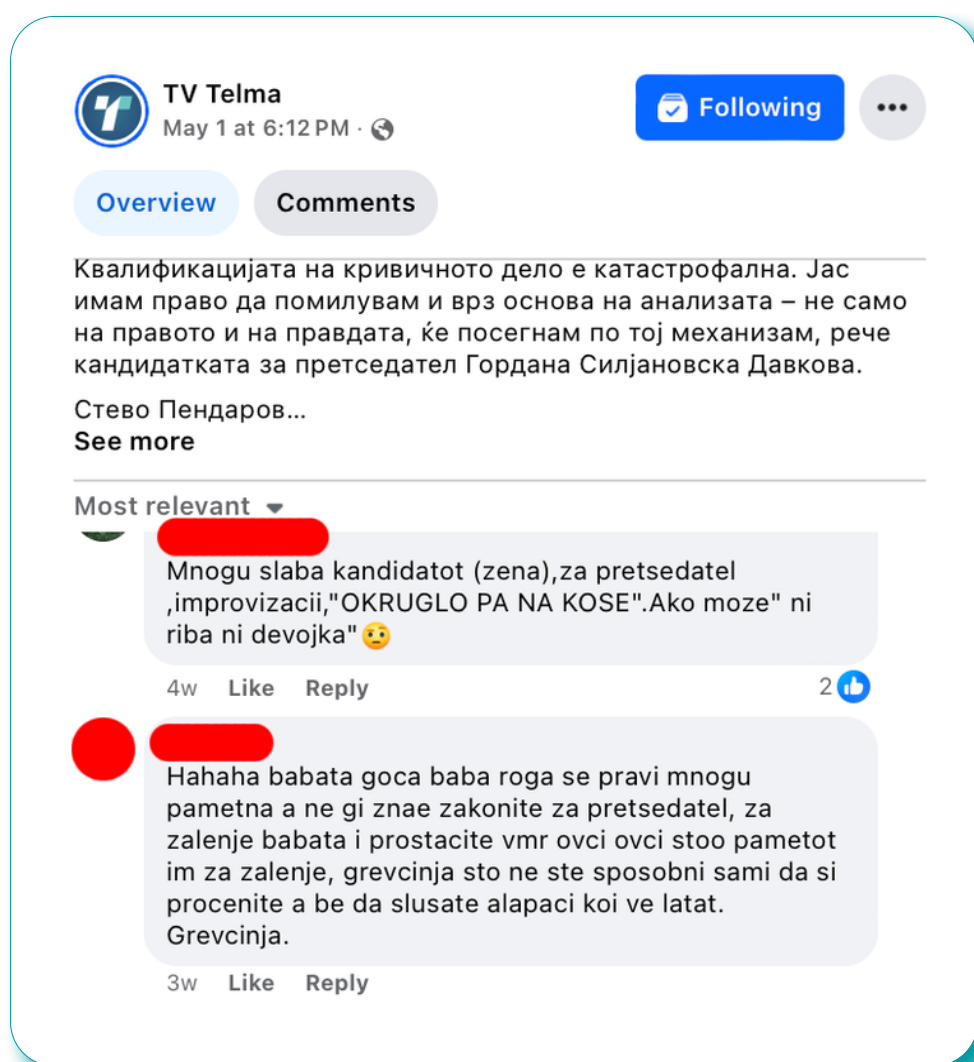 TV Telma
May 1 at 6:12 PM ·
Following
Overview
Comments
Квалификацијата на кривичното дело е катастрофална. Јас
имам право да помилувам и врз основа на анализата – не само
на правото и на правдата, ќе посегнам по тој механизам, рече
кандидатката за претседател Гордана Силјановска Давкова.
Стево Пендаров...
See more
Most relevant
Mnogu slaba kandidatot (zena),za pretsedatel
,improvizacii,"OKRUGLO PA NA KOSE".Ako moze" ni
riba ni devojka"🤨
4w Like Reply 2
Hahaha babata goca baba roga se pravi mnogu
pametna a ne gi znae zakonite za pretsedatel, za
zalenje babata i prostacite vmr ovci ovci stoo pametot
im za zalenje, grevcinja sto ne ste sposobni sami da si
procenite a be da slusate alapaci koi ve latat.
Grevcinja.
3w Like Reply